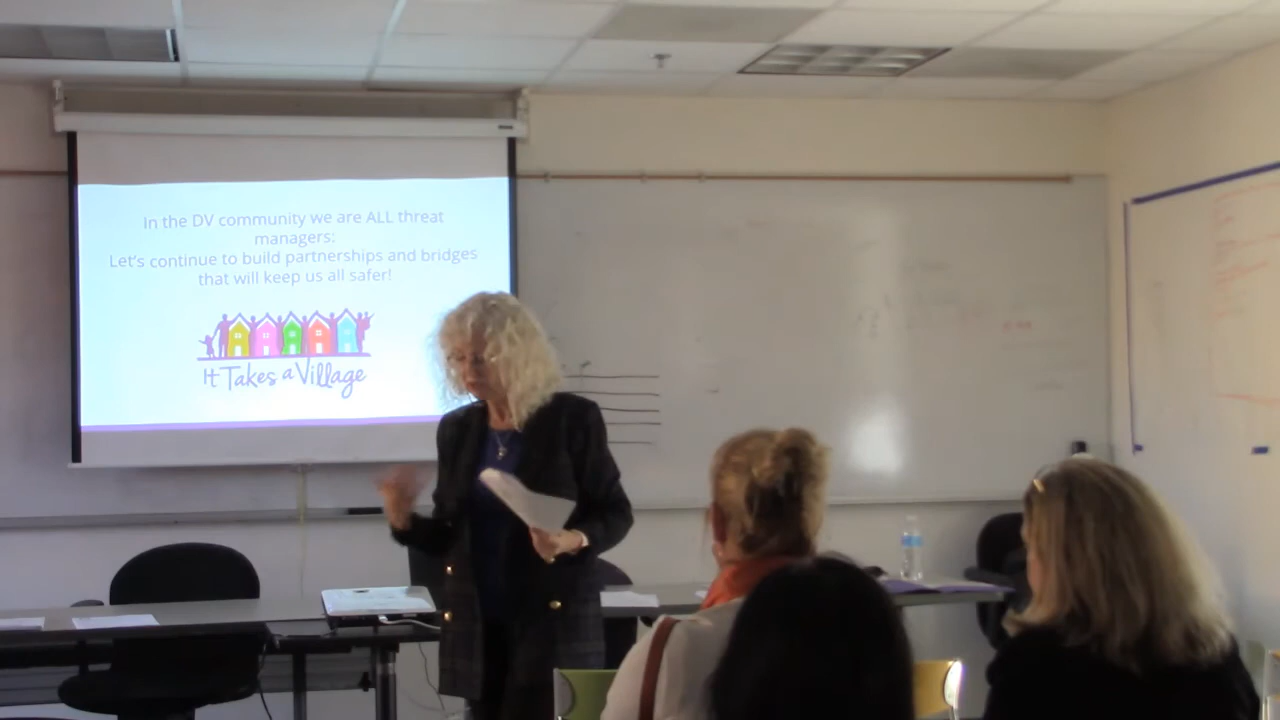 In the DV community we are ALL threat
managers:
Let's continue to build partnerships and bridges
that will keep us all safer!
It Takes a Village